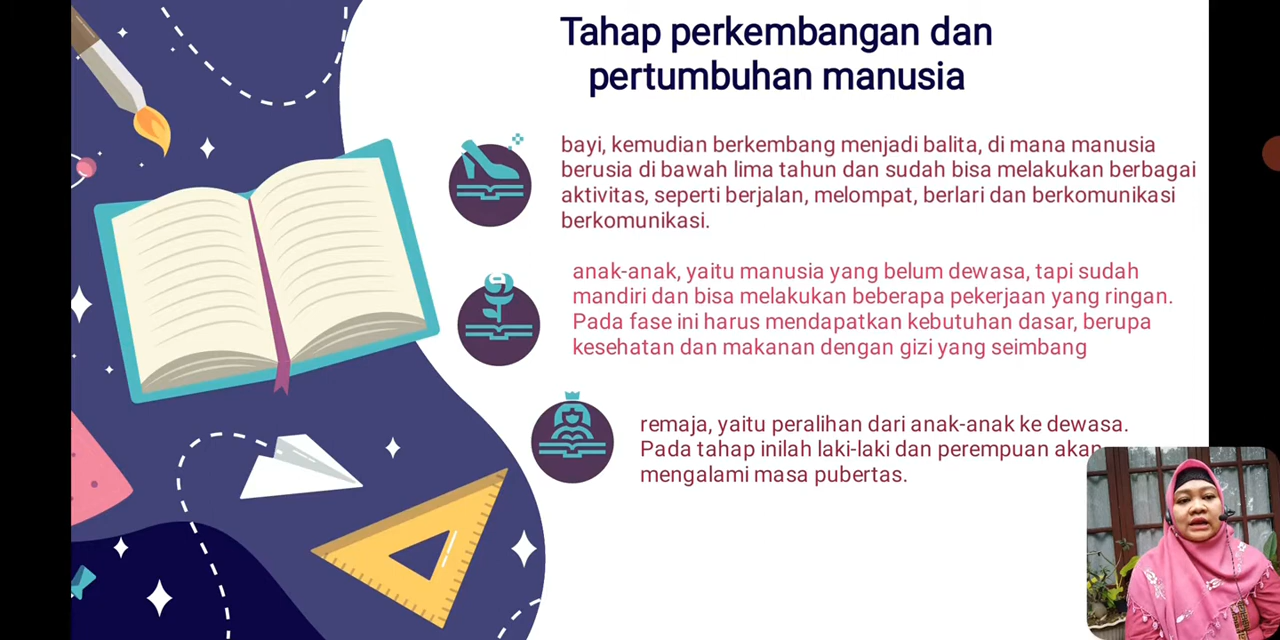 Tahap perkembangan dan
pertumbuhan manusia
bayi, kemudian berkembang menjadi balita, di mana manusia
berusia di bawah lima tahun dan sudah bisa melakukan berbagai
aktivitas, seperti berjalan, melompat, berlari dan berkomunikasi
berkomunikasi.
anak-anak, yaitu manusia yang belum dewasa, tapi sudah
mandiri dan bisa melakukan beberapa pekerjaan yang ringan.
Pada fase ini harus mendapatkan kebutuhan dasar, berupa
kesehatan dan makanan dengan gizi yang seimbang
remaja, yaitu peralihan dari anak-anak ke dewasa.
Pada tahap inilah laki-laki dan perempuan akan
mengalami masa pubertas.